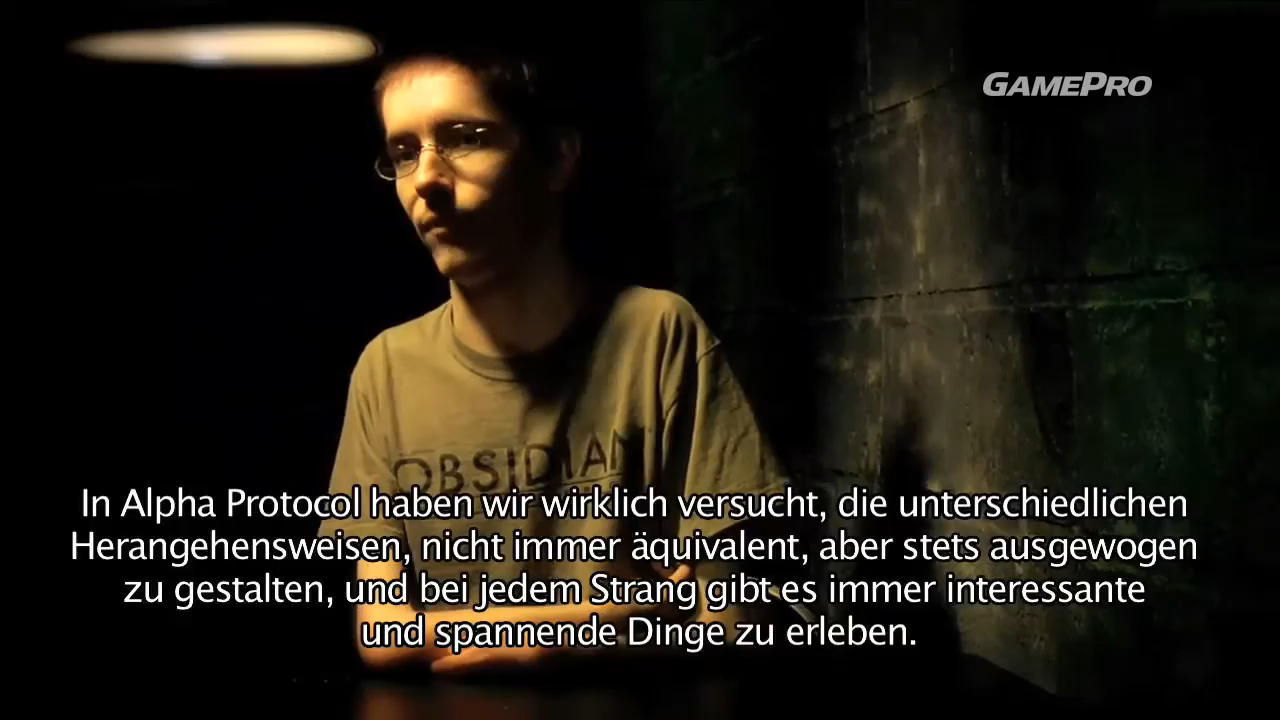 GAMEPRO
OBSIDIAN
In Alpha Protocol haben wir wirklich versucht, die unterschiedlichen
Herangehensweisen, nicht immer äquivalent, aber stets ausgewogen
zu gestalten, und bei jedem Strang gibt es immer interessante
und spannende Dinge zu erleben.